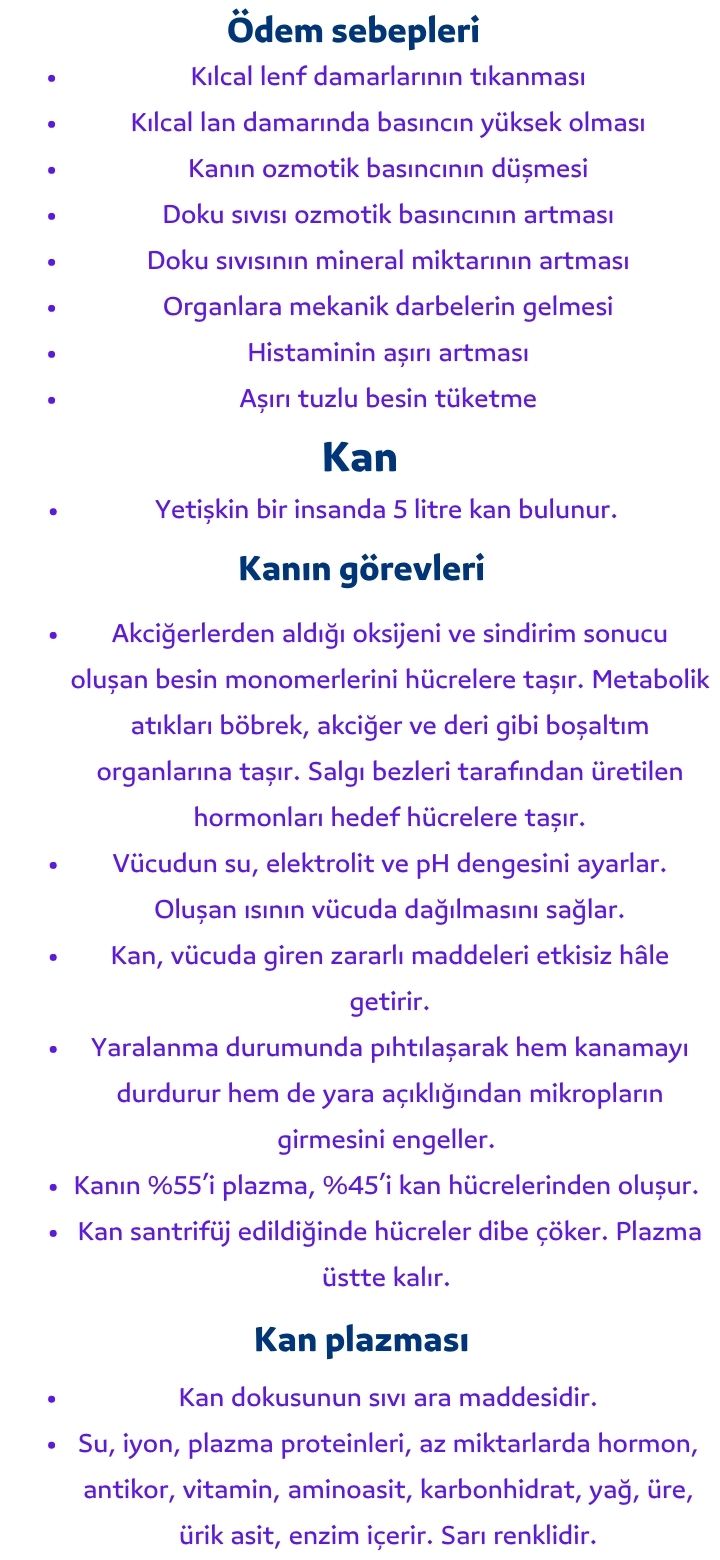 Ödem sebepleri
• Kılcal lenf damarlarının tıkanması
• Kılcal lan damarında basıncın yüksek olması
• Kanın ozmotik basıncının düşmesi
• Doku sıvısı ozmotik basıncının artması
• Doku sıvısının mineral miktarının artması
• Organlara mekanik darbelerin gelmesi
• Histaminin aşırı artması
• Aşırı tuzlu besin tüketme
Kan
• Yetişkin bir insanda 5 litre kan bulunur.
Kanın görevleri
• Akciğerlerden aldığı oksijeni ve sindirim sonucu
oluşan besin monomerlerini hücrelere taşır. Metabolik
atıkları böbrek, akciğer ve deri gibi boşaltım
organlarına taşır. Salgı bezleri tarafından üretilen
hormonları hedef hücrelere taşır.
• Vücudun su, elektrolit ve pH dengesini ayarlar.
Oluşan ısının vücuda dağılmasını sağlar.
• Kan, vücuda giren zararlı maddeleri etkisiz hâle
getirir.
• Yaralanma durumunda pıhtılaşarak hem kanamayı
durdurur hem de yara açıklığından mikropların
girmesini engeller.
• Kanın %55’i plazma, %45’i kan hücrelerinden oluşur.
• Kan santrifüj edildiğinde hücreler dibe çöker. Plazma
üstte kalır.
Kan plazması
• Kan dokusunun sıvı ara maddesidir.
• Su, iyon, plazma proteinleri, az miktarlarda hormon,
antikor, vitamin, aminoasit, karbonhidrat, yağ, üre,
ürik asit, enzim içerir. Sarı renklidir.